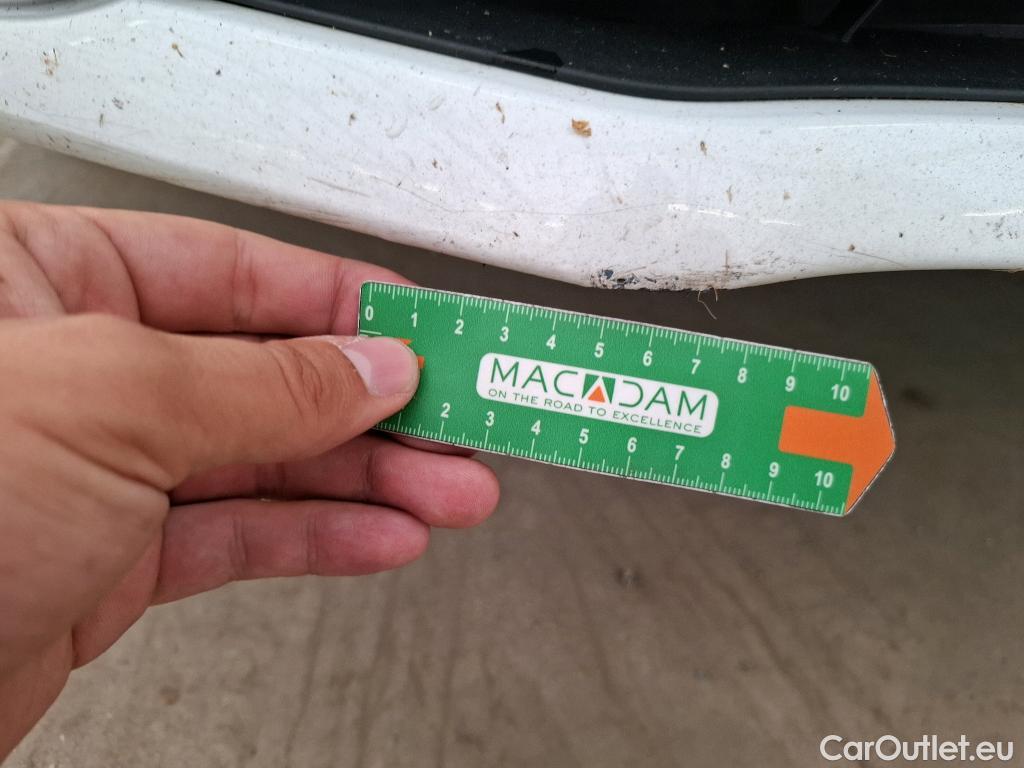 0 1 2 3 4 5 6 7 8 9 10
MACADAM
ON THE ROAD TO EXCELLENCE
2 3 4 5 6 7 8 9 10
CarOutlet.eu